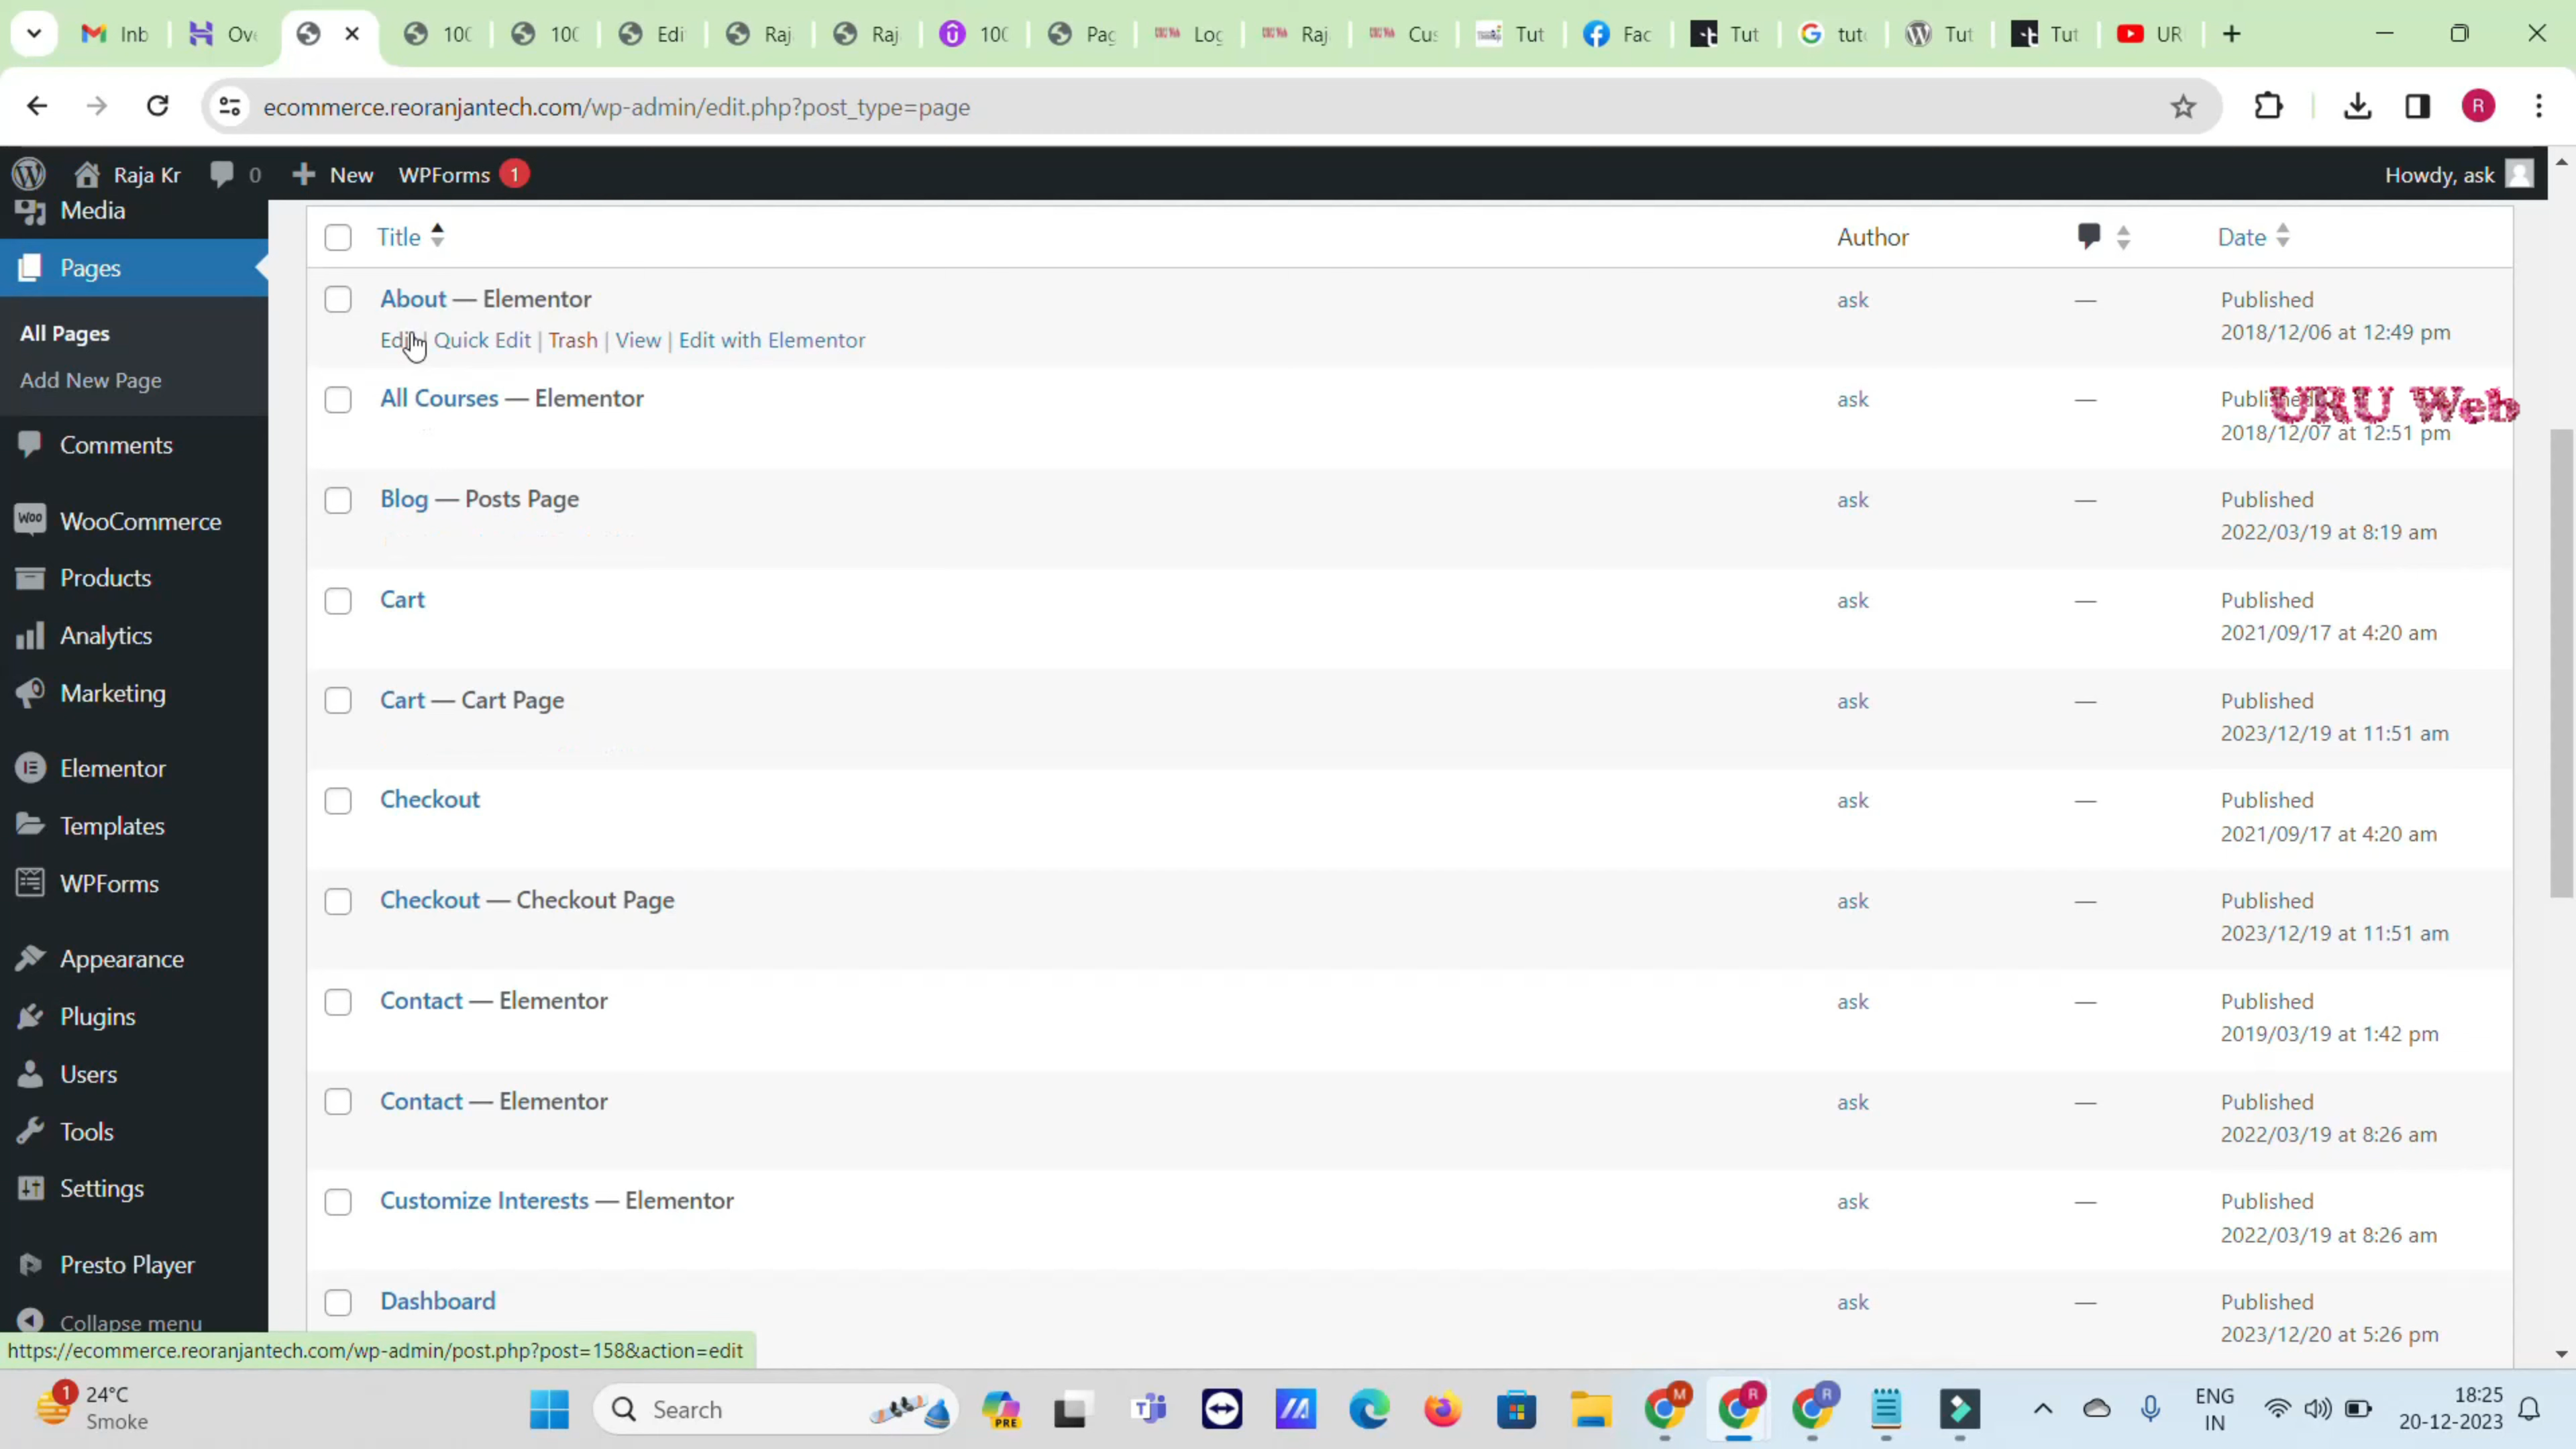 Inb
Ov
10
10
Edi
Raj
Raj
10
Pag
Log
Raj
Cus
Tut
Fac
Tut
tut
Tut
Tut
UR
ecommerce.reoranjantech.com/wp-admin/edit.php?post_type=page
R
Raja Kr
0
New
WPForms 1
Howdy, ask
Media
Pages
All Pages
Add New Page
Comments
WooCommerce
Products
Analytics
Marketing
Elementor
Templates
WPForms
Appearance
Plugins
Users
Tools
Settings
Presto Player
Collapse menu
Title
Author
Date
About — Elementor
ask
—
Published
2018/12/06 at 12:49 pm
Edit | Quick Edit | Trash | View | Edit with Elementor
All Courses — Elementor
ask
—
Published
2018/12/07 at 12:51 pm
URU Web
Blog — Posts Page
ask
—
Published
2022/03/19 at 8:19 am
Cart
ask
—
Published
2021/09/17 at 4:20 am
Cart — Cart Page
ask
—
Published
2023/12/19 at 11:51 am
Checkout
ask
—
Published
2021/09/17 at 4:20 am
Checkout — Checkout Page
ask
—
Published
2023/12/19 at 11:51 am
Contact — Elementor
ask
—
Published
2019/03/19 at 1:42 pm
Contact — Elementor
ask
—
Published
2022/03/19 at 8:26 am
Customize Interests — Elementor
ask
—
Published
2022/03/19 at 8:26 am
Dashboard
ask
—
Published
2023/12/20 at 5:26 pm
https://ecommerce.reoranjantech.com/wp-admin/post.php?post=158&action=edit
1
24°C
Smoke
Search
PRE
M
R
R
ENG
IN
18:25
20-12-2023